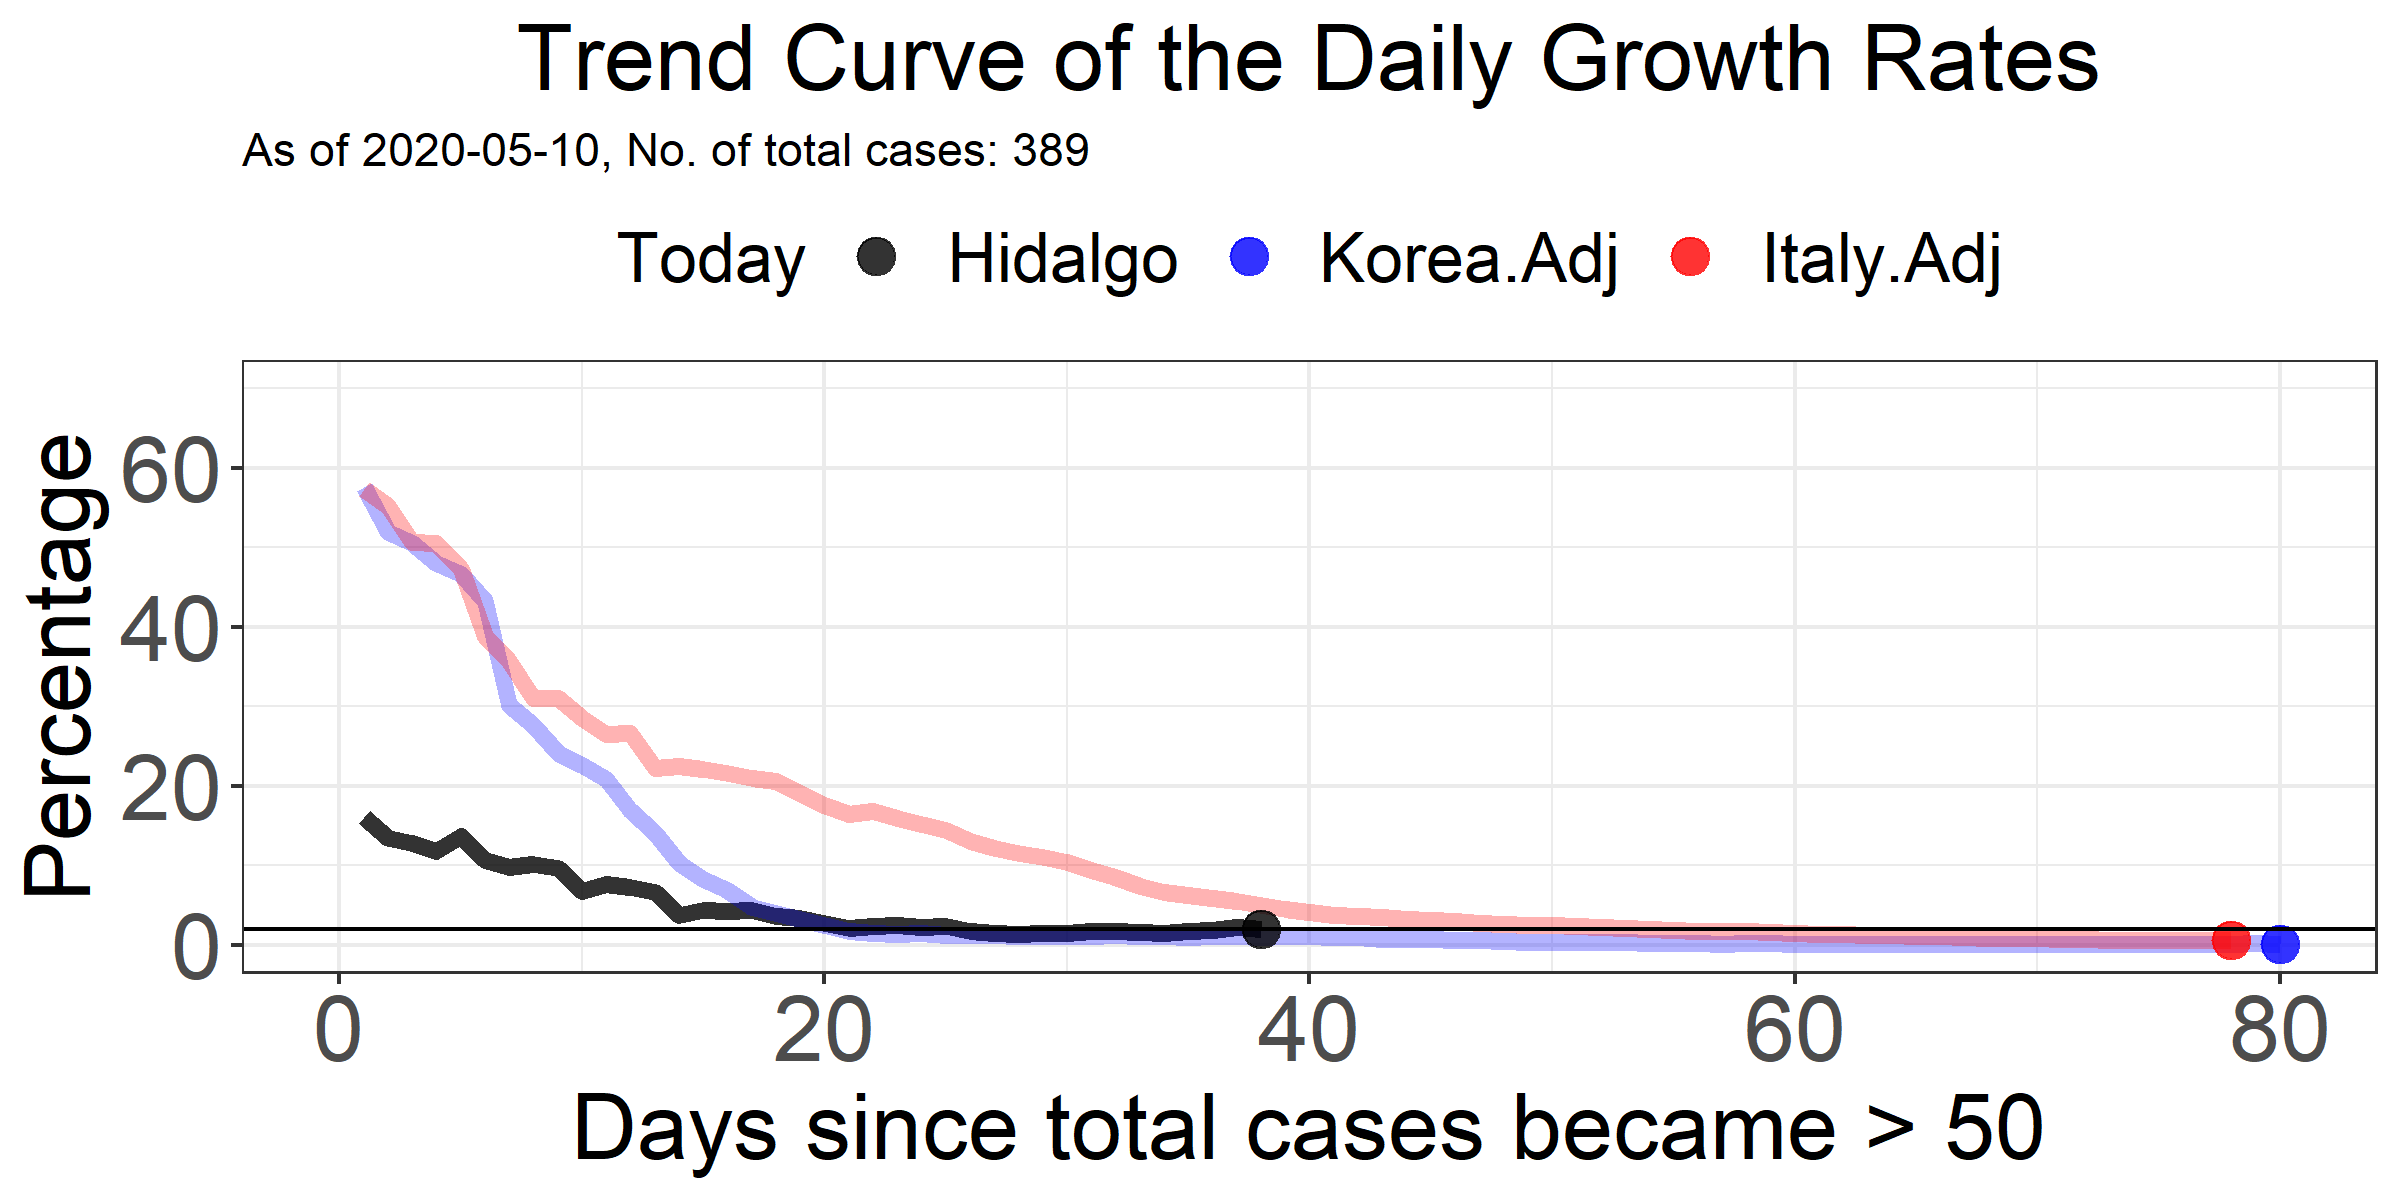 Trend Curve of the Daily Growth Rates
As of 2020-05-10, No. of total cases: 389
Today Hidalgo Korea.Adj Italy.Adj
Percentage
60
40
20
0
0 20 40 60 80
Days since total cases became > 50